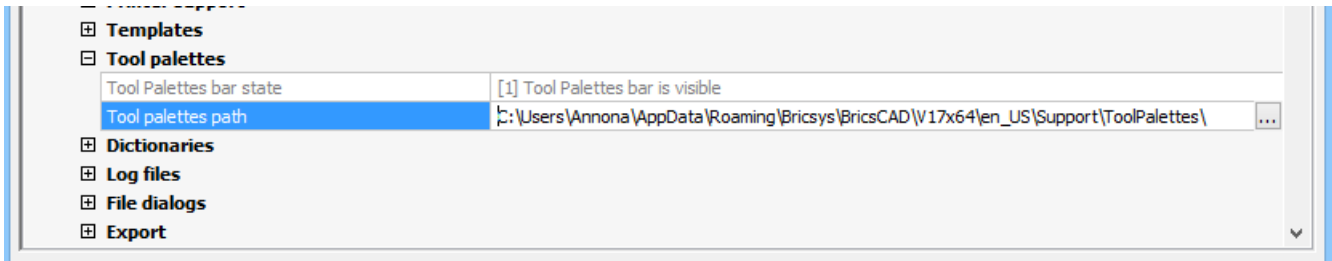 Templates
Tool palettes
Tool Palettes bar state [1] Tool Palettes bar is visible
Tool palettes path C:\Users\Annona\AppData\Roaming\Bricsys\BricsCAD\V17x64\en_US\Support\ToolPalettes\ ...
Dictionaries
Log files
File dialogs
Export